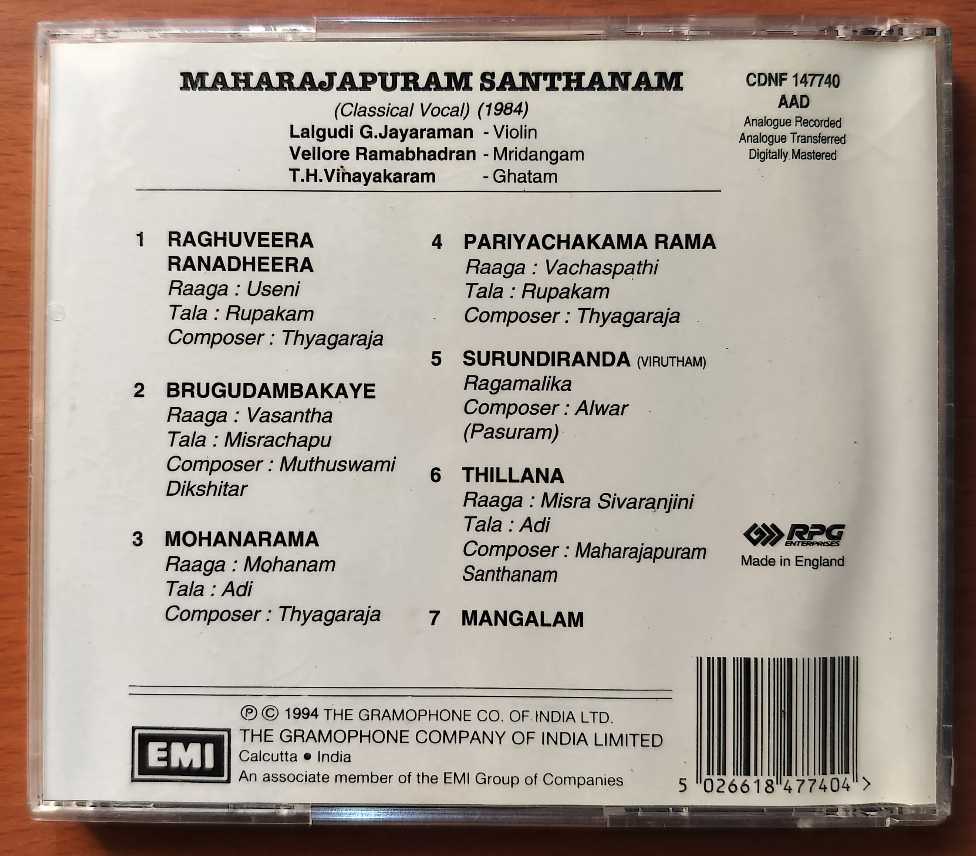 MAHARAJAPURAM SANTHANAM
(Classical Vocal) (1984)
Lalgudi G.Jayaraman - Violin
Vellore Ramabhadran - Mridangam
T.H.Vinayakaram - Ghatam
CDNF 147740
AAD
Analogue Recorded
Analogue Transferred
Digitally Mastered
1 RAGHUVEERA
RANADHEERA
Raaga : Useni
Tala : Rupakam
Composer : Thyagaraja
2 BRUGUDAMBAKAYE
Raaga : Vasantha
Tala : Misrachapu
Composer : Muthuswami
Dikshitar
3 MOHANARAMA
Raaga : Mohanam
Tala : Adi
Composer : Thyagaraja
4 PARIYACHAKAMA RAMA
Raaga : Vachaspathi
Tala : Rupakam
Composer : Thyagaraja
5 SURUNDIRANDA (VIRUTHAM)
Ragamalika
Composer : Alwar
(Pasuram)
6 THILLANA
Raaga : Misra Sivaranjini
Tala : Adi
Composer : Maharajapuram
Santhanam
7 MANGALAM
RPG
ENTERPRISES
Made in England
EMI
℗ © 1994 THE GRAMOPHONE CO. OF INDIA LTD.
THE GRAMOPHONE COMPANY OF INDIA LIMITED
Calcutta • India
An associate member of the EMI Group of Companies
5 026618 477404 >